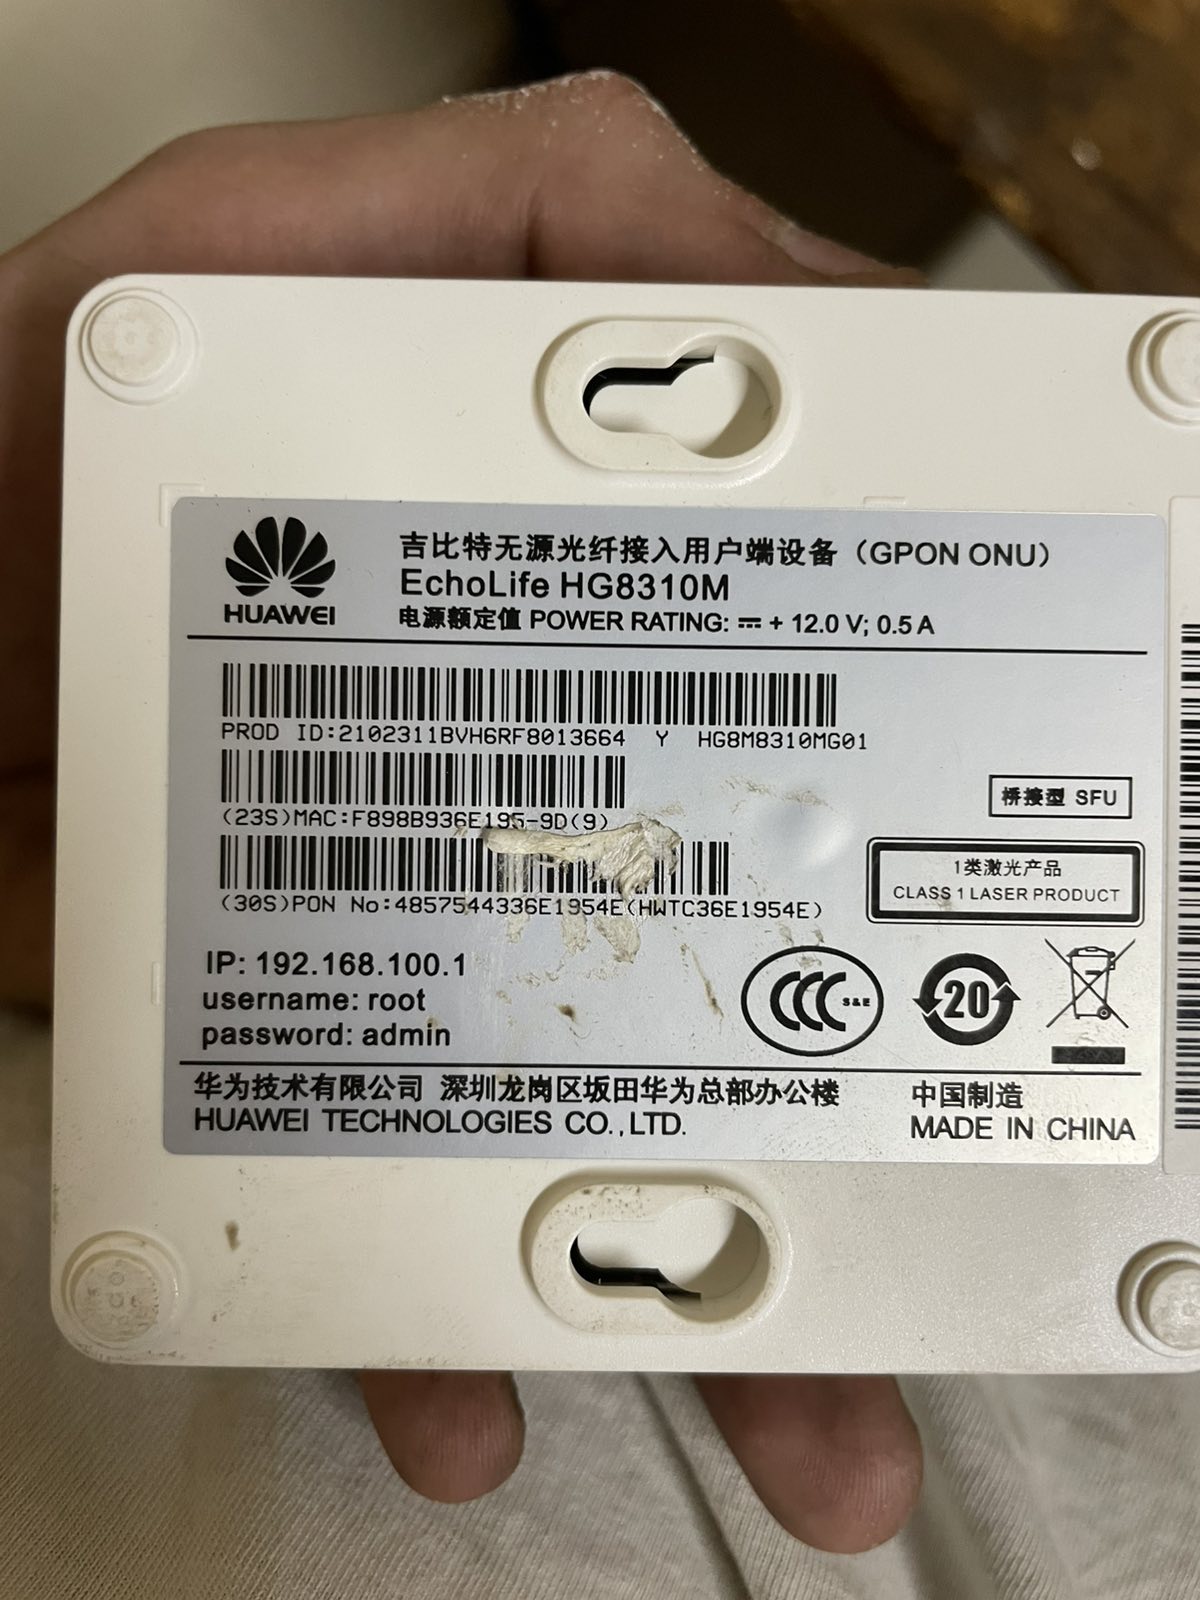 吉比特无源光纤接入用户端设备（GPON ONU）
EchoLife HG8310M
HUAWEI
电源额定值 POWER RATING: ⎓ + 12.0 V; 0.5 A
PROD ID:2102311BVH6RF8013664 Y HG8M8310MG01
(23S)MAC:F898B936E195-9D(9)
桥接型 SFU
1类激光产品
CLASS 1 LASER PRODUCT
(30S)PON No:4857544336E1954E(HWTC36E1954E)
IP: 192.168.100.1
username: root
password: admin
CCC S&E
20
华为技术有限公司 深圳龙岗区坂田华为总部办公楼
中国制造
HUAWEI TECHNOLOGIES CO.,LTD.
MADE IN CHINA